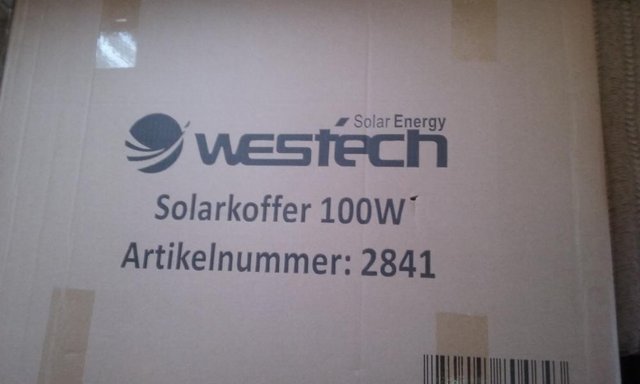 Solar Energy
westech
Solarkoffer 100W
Artikelnummer: 2841